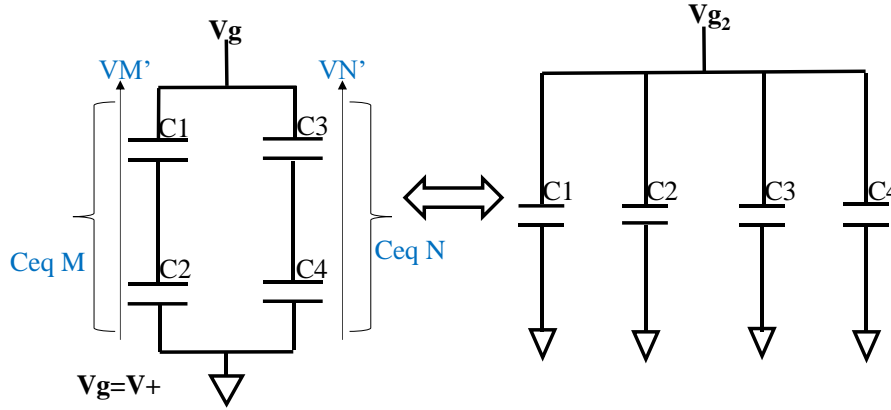 Vg
VM’
VN’
C1
C3
Ceq M
Ceq N
C2
C4
Vg=V+
Vg₂
C1
C2
C3
C4